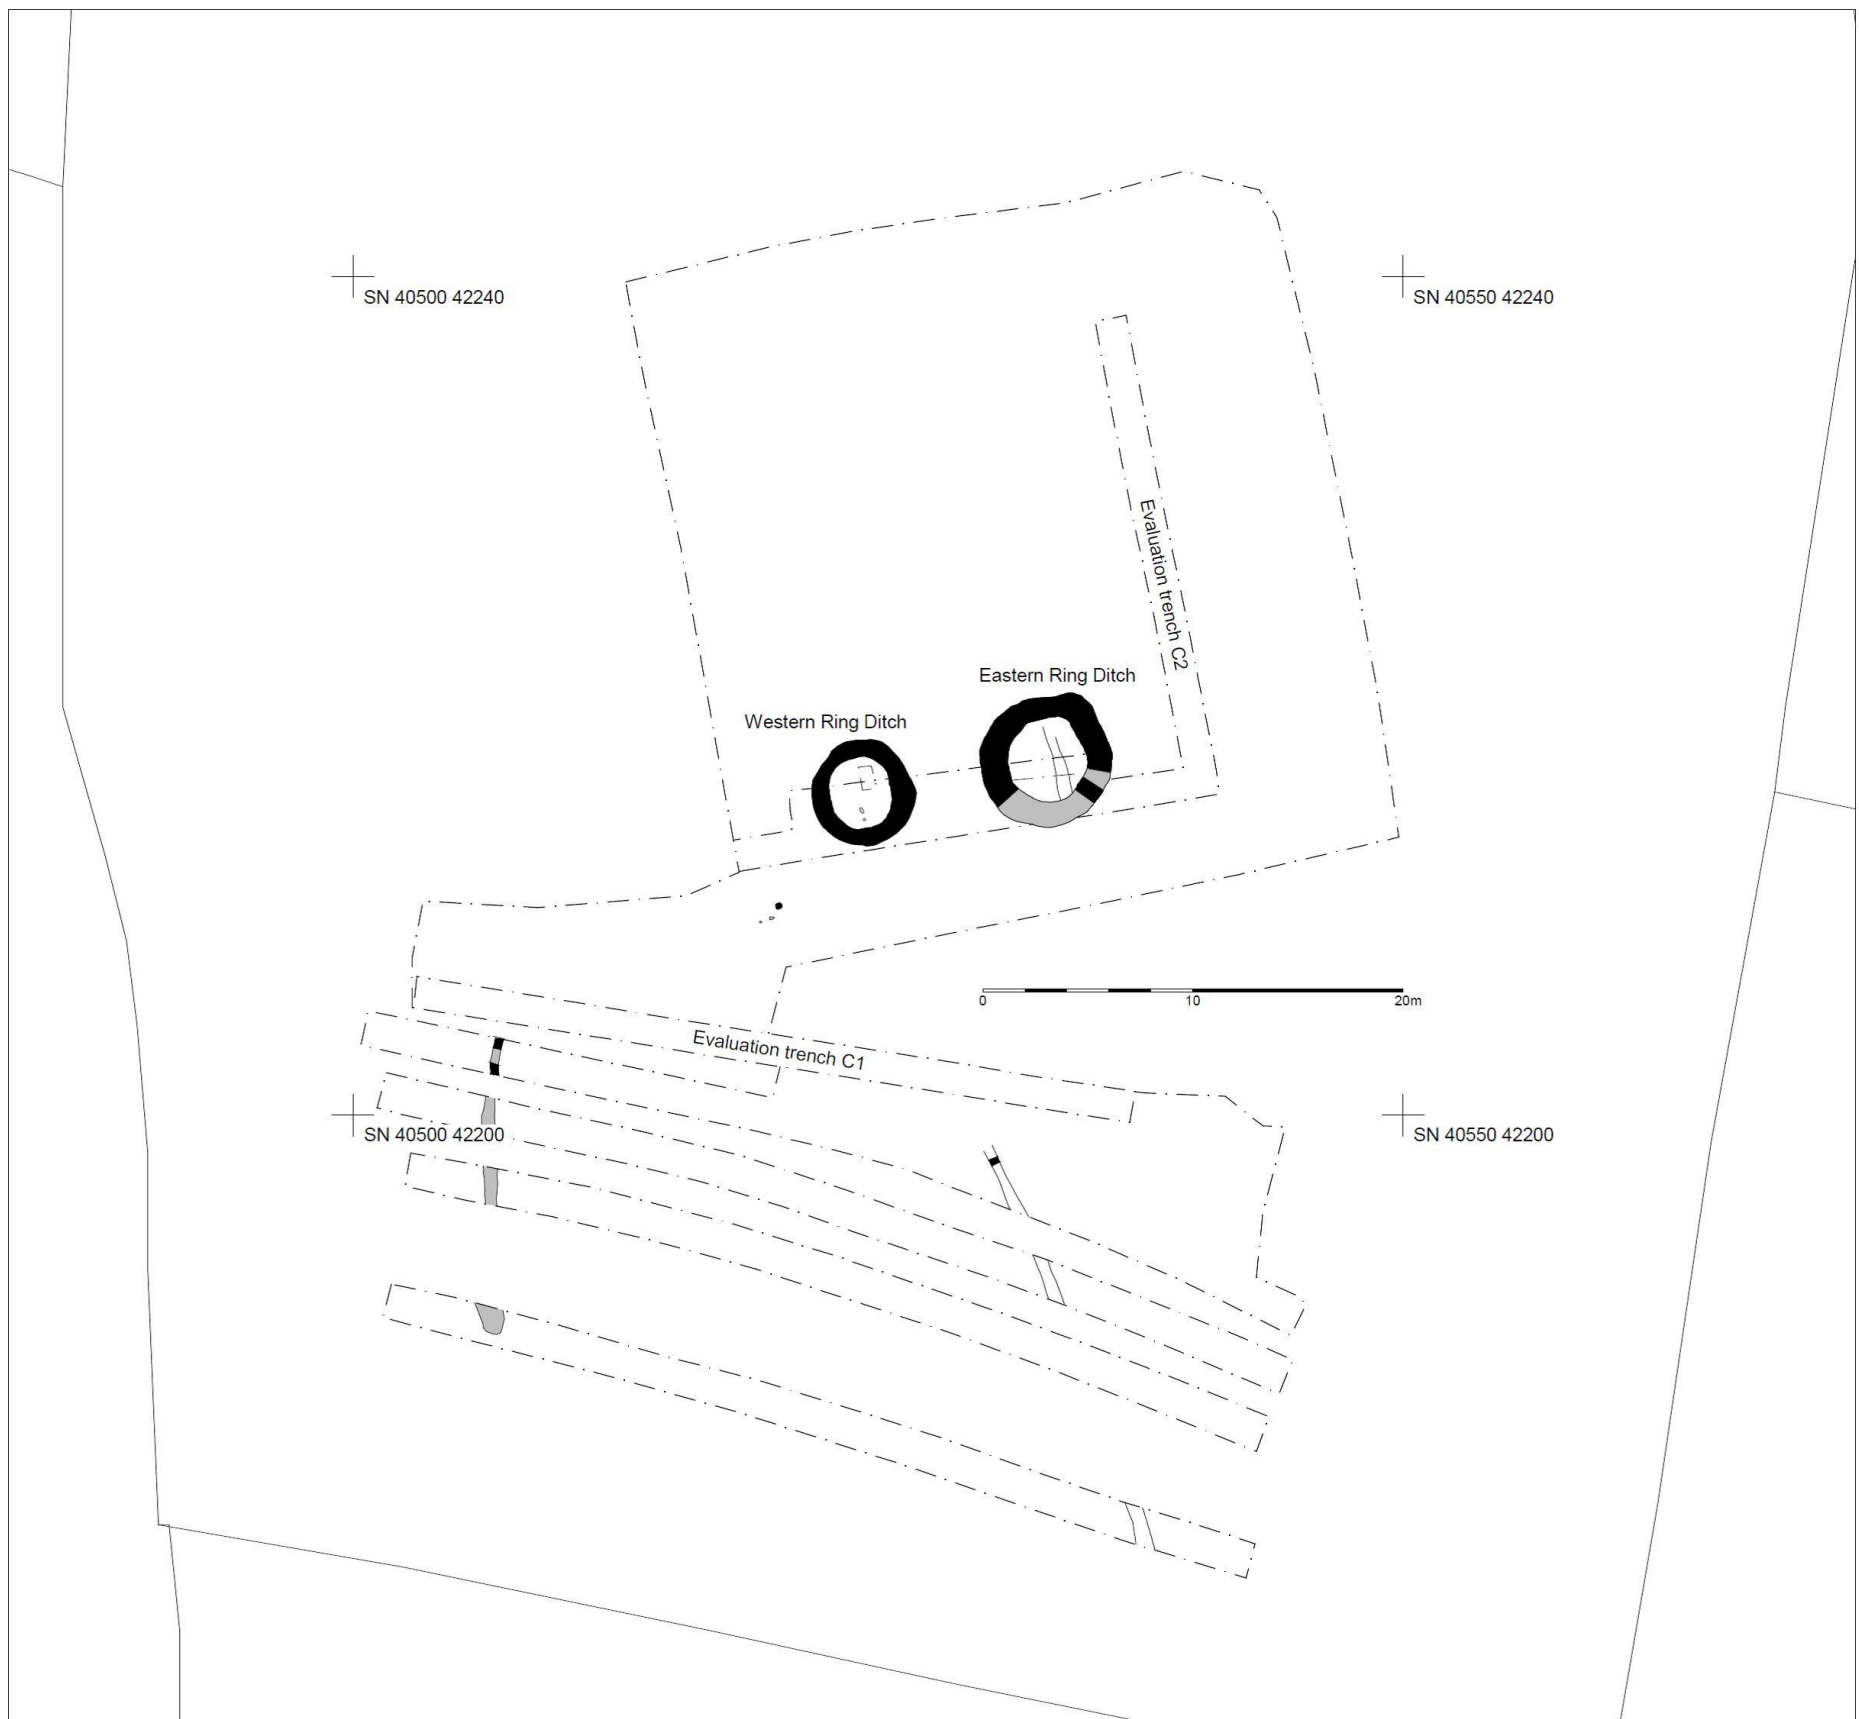 SN 40500 42240
SN 40550 42240
Evaluation trench C2
Eastern Ring Ditch
Western Ring Ditch
0 10 20m
Evaluation trench C1
SN 40500 42200
SN 40550 42200